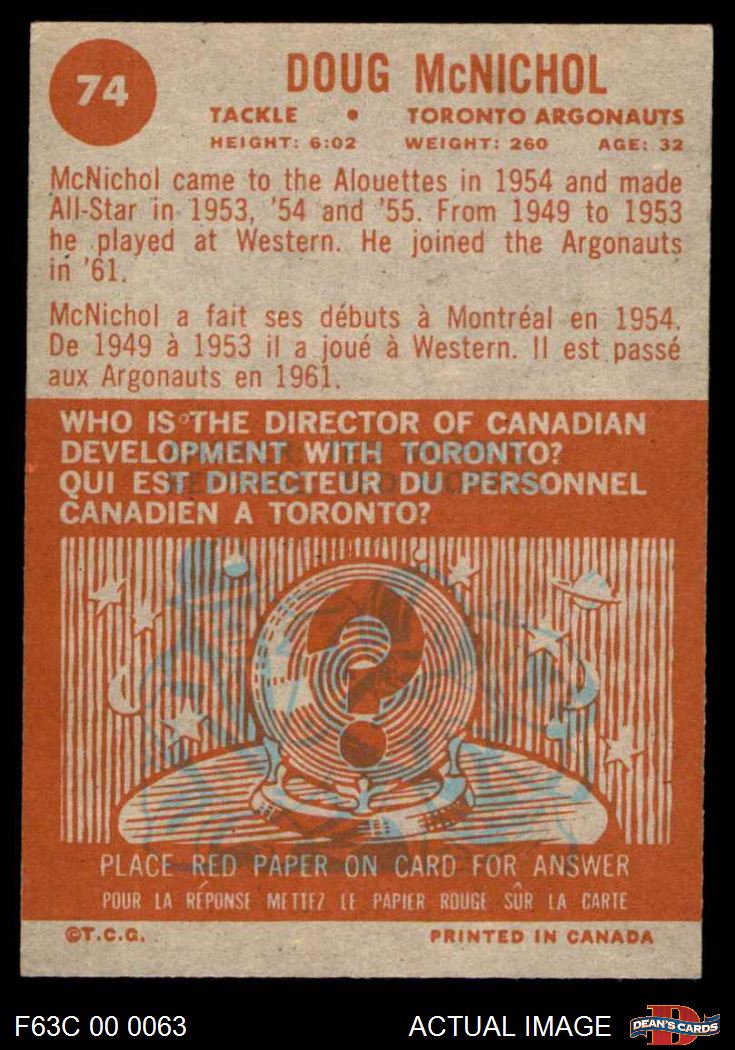 74
DOUG McNICHOL
TACKLE • TORONTO ARGONAUTS
HEIGHT: 6:02 WEIGHT: 260 AGE: 32
McNichol came to the Alouettes in 1954 and made
All-Star in 1953, '54 and '55. From 1949 to 1953
he played at Western. He joined the Argonauts
in '61.
McNichol a fait ses débuts à Montréal en 1954.
De 1949 à 1953 il a joué à Western. Il est passé
aux Argonauts en 1961.
WHO IS THE DIRECTOR OF CANADIAN
DEVELOPMENT WITH TORONTO?
QUI EST DIRECTEUR DU PERSONNEL
CANADIEN A TORONTO?
?
PLACE RED PAPER ON CARD FOR ANSWER
POUR LA RÉPONSE METTEZ LE PAPIER ROUGE SÛR LA CARTE
©T.C.G. PRINTED IN CANADA
F63C 00 0063 ACTUAL IMAGE DEAN'S CARDS